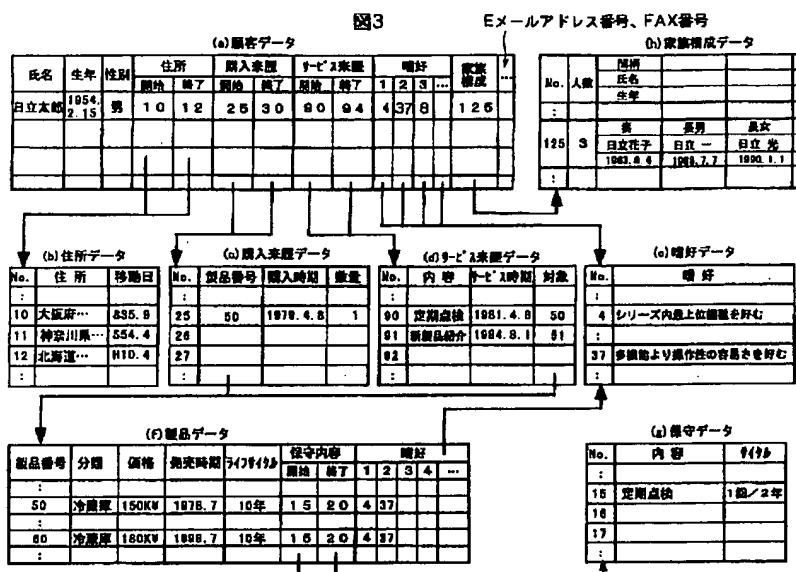 図3
Eメールアドレス番号、FAX番号
(a)顧客データ
氏名 生年 性別 住所 購入来歴 サービス来歴 嗜好 家族構成 …
開始 終了 開始 終了 開始 終了 1 2 3 …
日立太郎 1954.2.15 男 10 12 25 30 90 94 4 37 8 125
(h)家族構成データ
No. 人数 続柄
氏名
生年
:
125 3 妻 長男 長女
日立花子 日立 一 日立 光
1990.1.1
:
(b)住所データ
No. 住所 移動日
:
10 大阪府… S35.9
11 神奈川県… S54.4
12 北海道… H10.4
:
(c)購入来歴データ
No. 製品番号 購入時期 数量
:
25 50 1979.4.8 1
26
27
:
(d)サービス来歴データ
No. 内容 サービス時期 対象
:
90 定期点検 1981.4.8 50
91 新製品紹介 1994.8.1 51
92
:
(e)嗜好データ
No. 嗜好
:
4 シリーズ内最上位機種を好む
:
37 多機能より操作性の容易さを好む
:
(f)製品データ
製品番号 分類 価格 発売時期 ライフサイクル 保守内容 嗜好
開始 終了 1 2 3 4 …
:
50 冷蔵庫 150K¥ 1978.7 10年 15 20 4 37
:
60 冷蔵庫 180K¥ 1998.7 10年 16 20 4 37
:
(g)保守データ
No. 内容 サイクル
:
15 定期点検 1回/2年
16
17
: